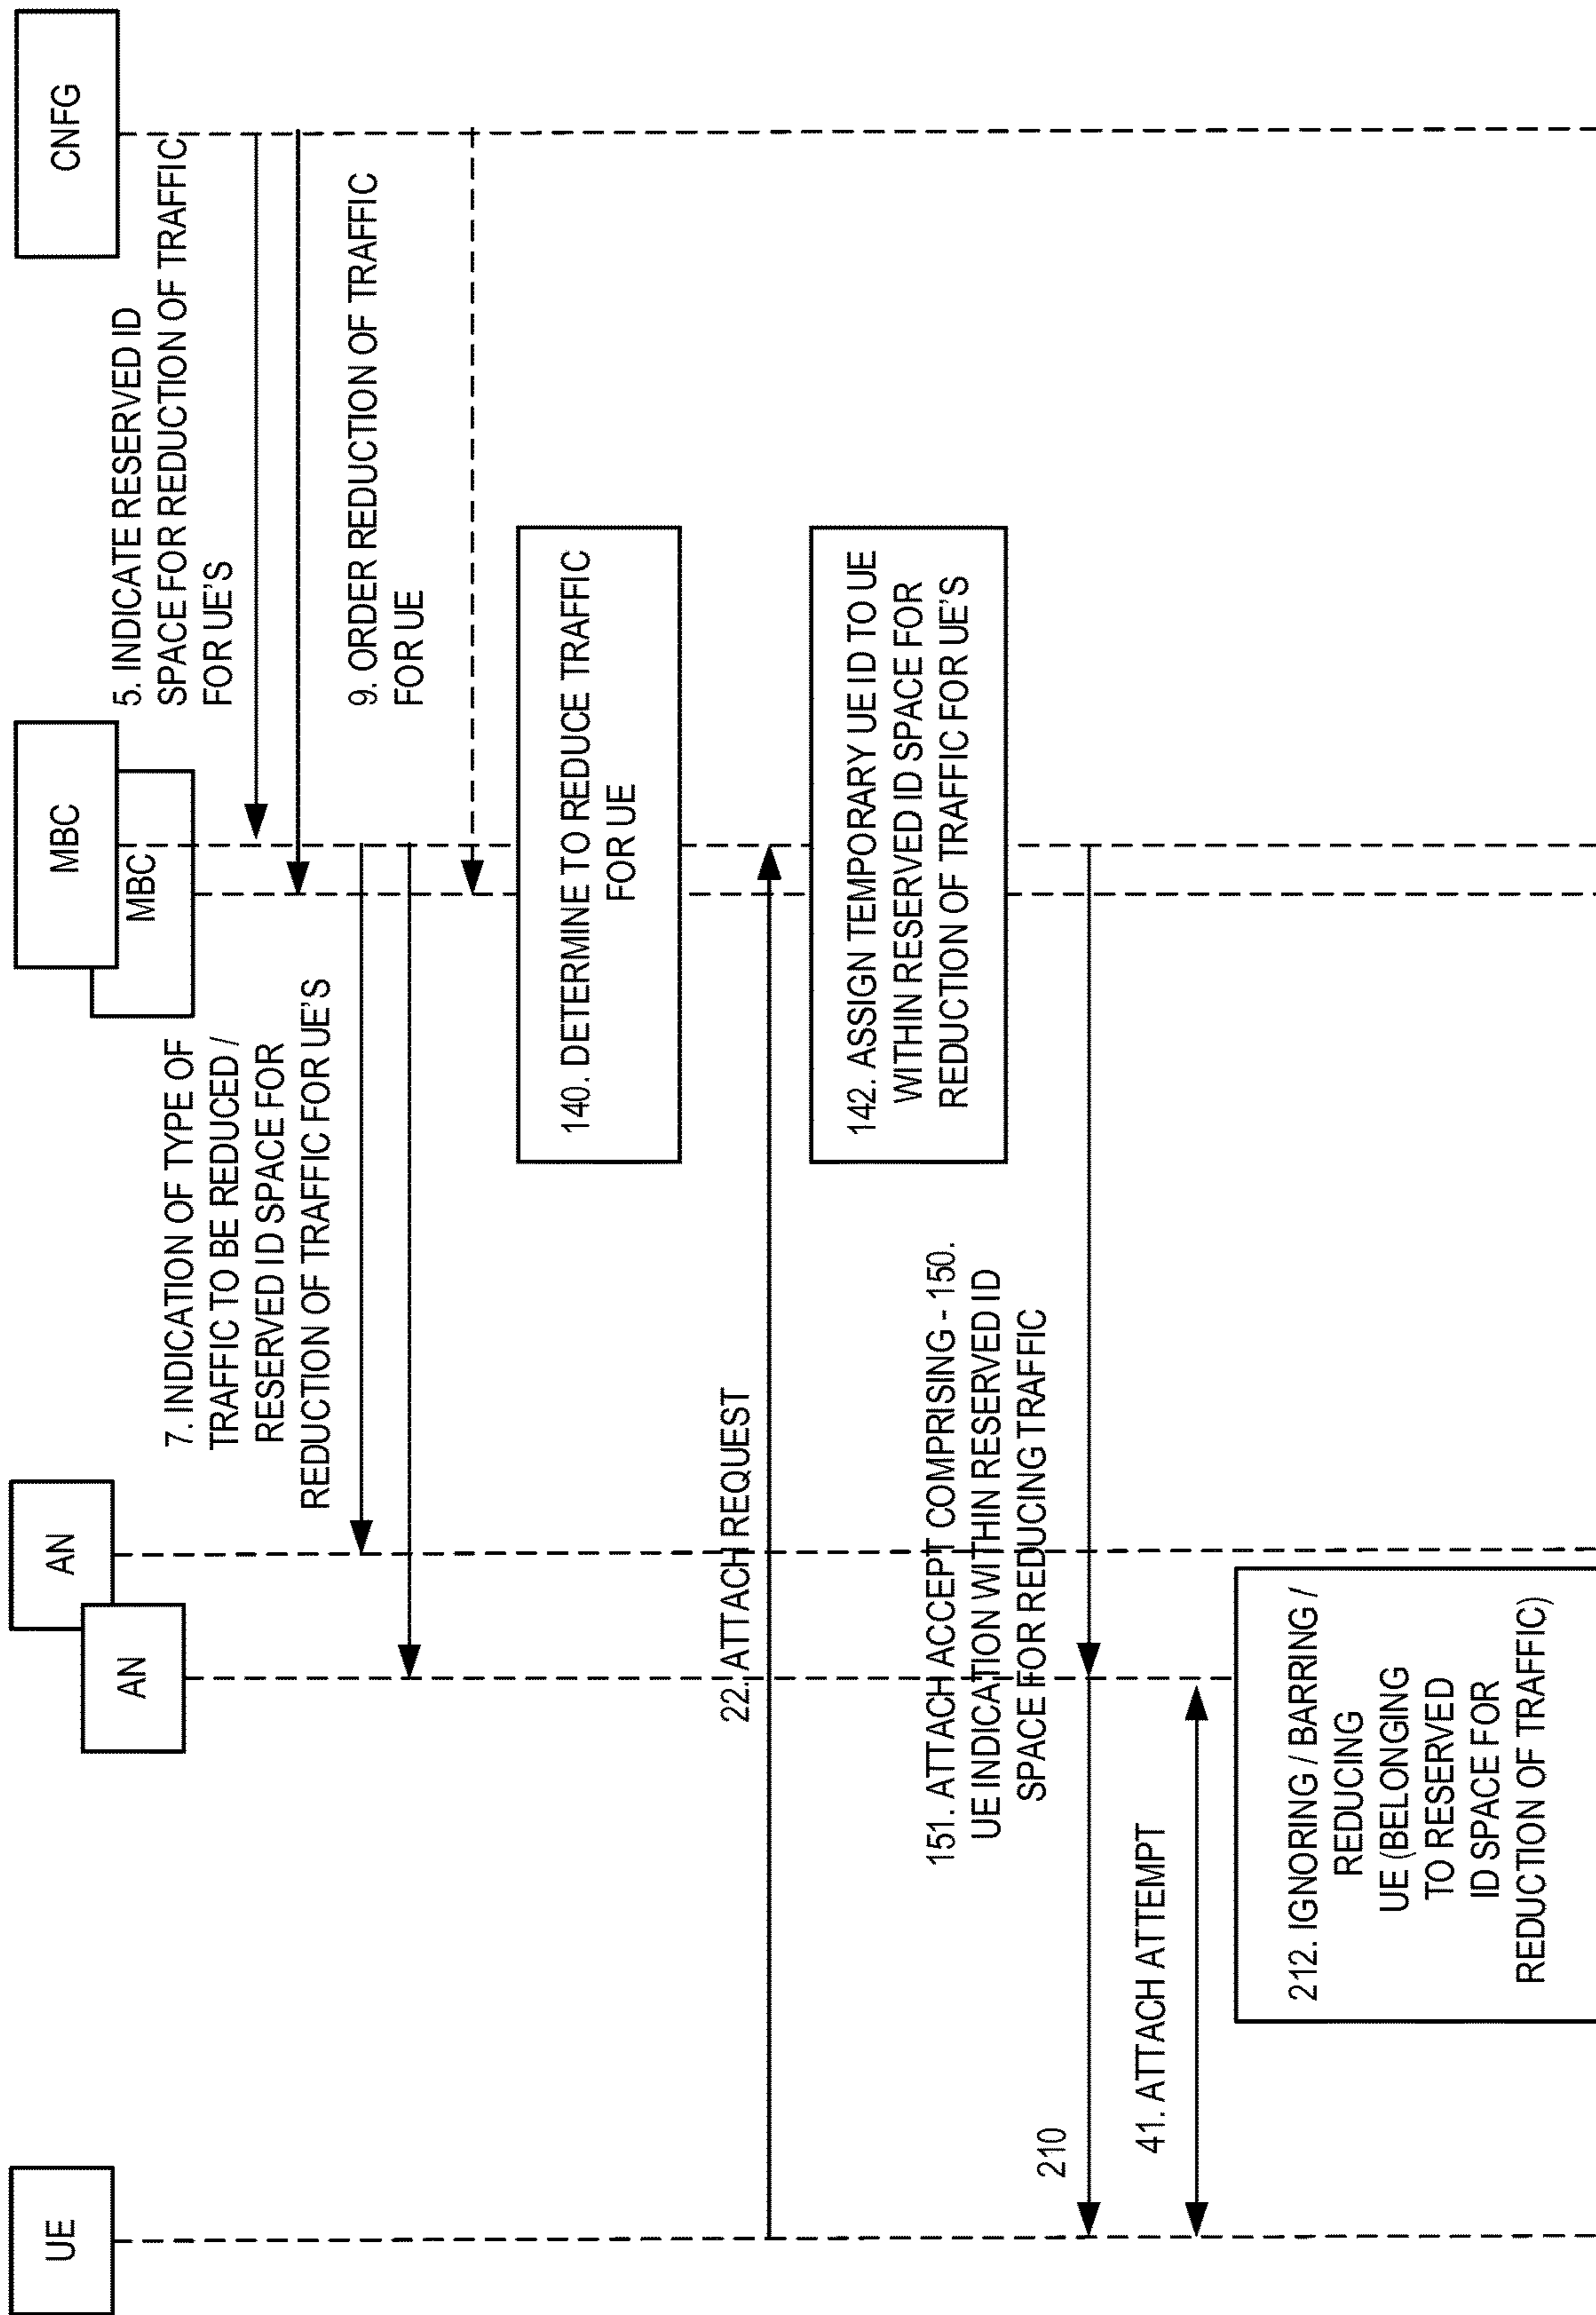 UE
AN
AN
MBC
MBC
CNFG
5. INDICATE RESERVED ID
SPACE FOR REDUCTION OF TRAFFIC
FOR UE'S
7. INDICATION OF TYPE OF
TRAFFIC TO BE REDUCED /
RESERVED ID SPACE FOR
REDUCTION OF TRAFFIC FOR UE'S
9. ORDER REDUCTION OF TRAFFIC
FOR UE
140. DETERMINE TO REDUCE TRAFFIC
FOR UE
22. ATTACH REQUEST
142. ASSIGN TEMPORARY UE ID TO UE
WITHIN RESERVED ID SPACE FOR
REDUCTION OF TRAFFIC FOR UE'S
151. ATTACH ACCEPT COMPRISING - 150.
UE INDICATION WITHIN RESERVED ID
SPACE FOR REDUCING TRAFFIC
210
41. ATTACH ATTEMPT
212. IGNORING / BARRING /
REDUCING
UE (BELONGING
TO RESERVED
ID SPACE FOR
REDUCTION OF TRAFFIC)